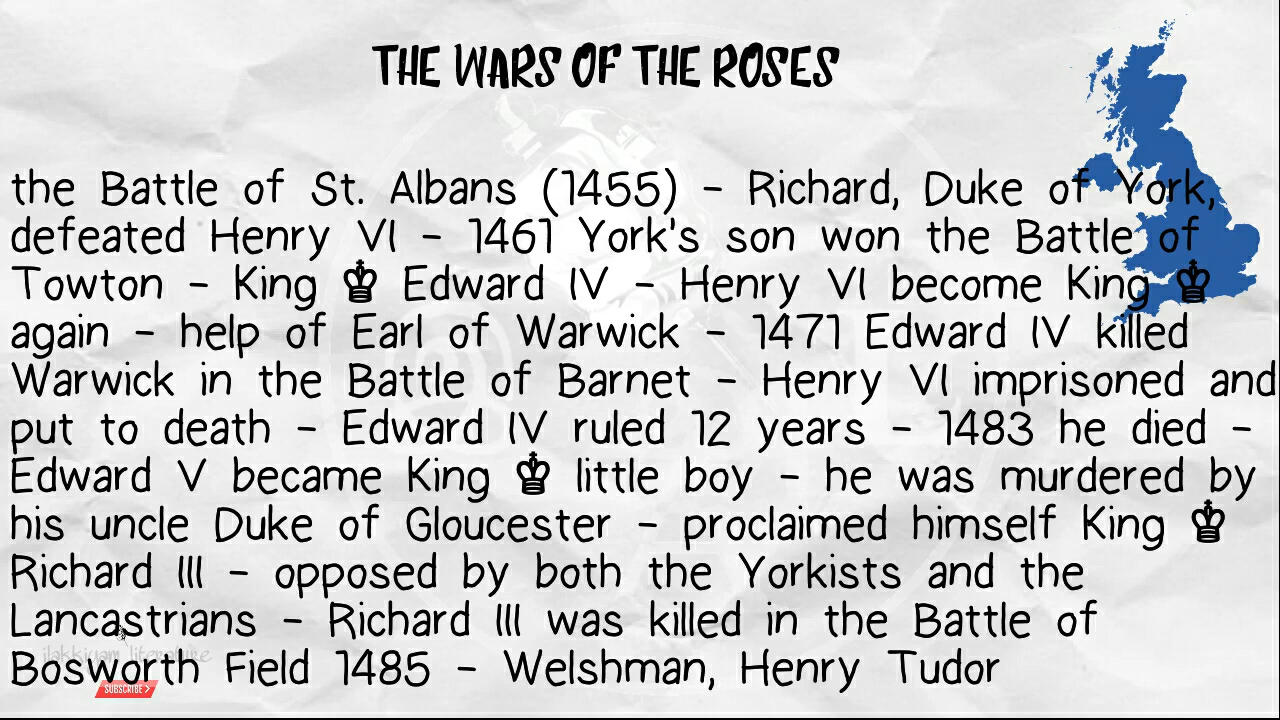 THE WARS OF THE ROSES
the Battle of St. Albans (1455) - Richard, Duke of York,
defeated Henry VI - 1461 York's son won the Battle of
Towton - King ♚ Edward IV - Henry VI become King ♚
again - help of Earl of Warwick - 1471 Edward IV killed
Warwick in the Battle of Barnet - Henry VI imprisoned and
put to death - Edward IV ruled 12 years - 1483 he died -
Edward V became King ♚ little boy - he was murdered by
his uncle Duke of Gloucester - proclaimed himself King ♚
Richard III - opposed by both the Yorkists and the
Lancastrians - Richard III was killed in the Battle of
ilakkiyam literature
Bosworth Field 1485 - Welshman, Henry Tudor
SUBSCRIBE >